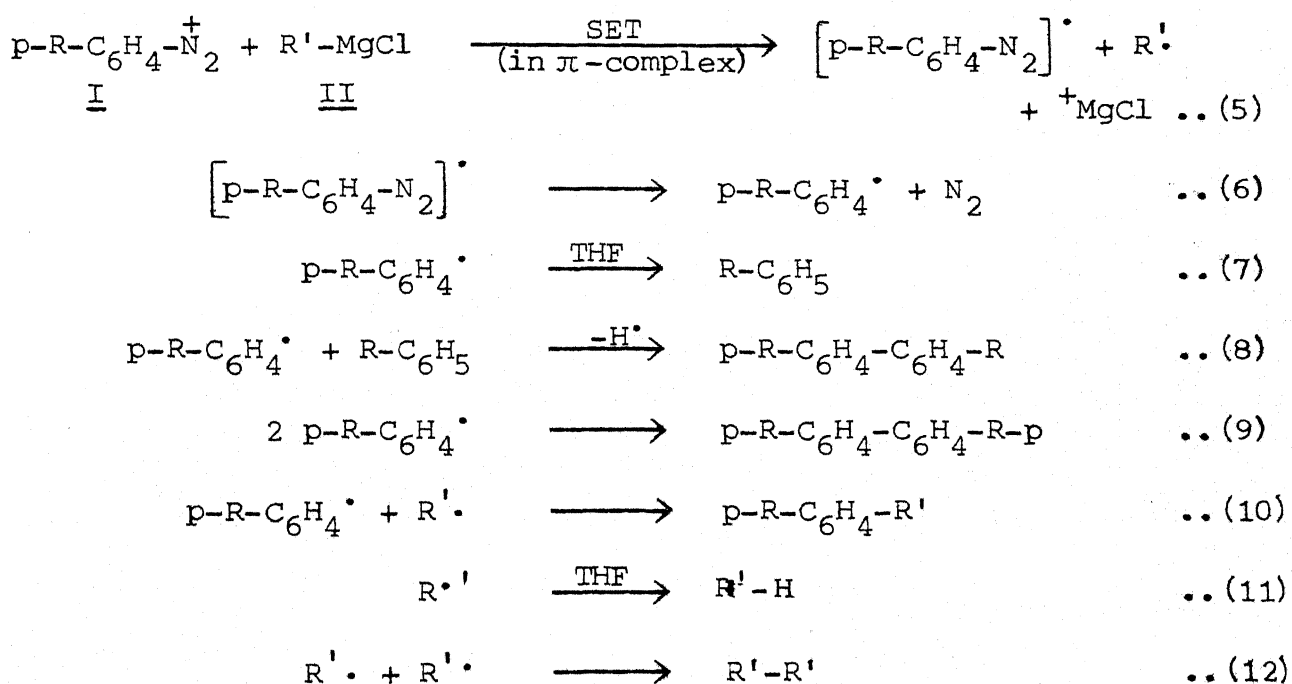 p-R-C₆H₄-N₂⁺ + R'-MgCl SET (in π-complex) ⟶ [p-R-C₆H₄-N₂]• + R'•
I II + ⁺MgCl ..(5)
[p-R-C₆H₄-N₂]• ⟶ p-R-C₆H₄• + N₂ ..(6)
p-R-C₆H₄• THF ⟶ R-C₆H₅ ..(7)
p-R-C₆H₄• + R-C₆H₅ -H• ⟶ p-R-C₆H₄-C₆H₄-R ..(8)
2 p-R-C₆H₄• ⟶ p-R-C₆H₄-C₆H₄-R-p ..(9)
p-R-C₆H₄• + R'• ⟶ p-R-C₆H₄-R' ..(10)
R•' THF ⟶ R'-H ..(11)
R'• + R'• ⟶ R'-R' ..(12)